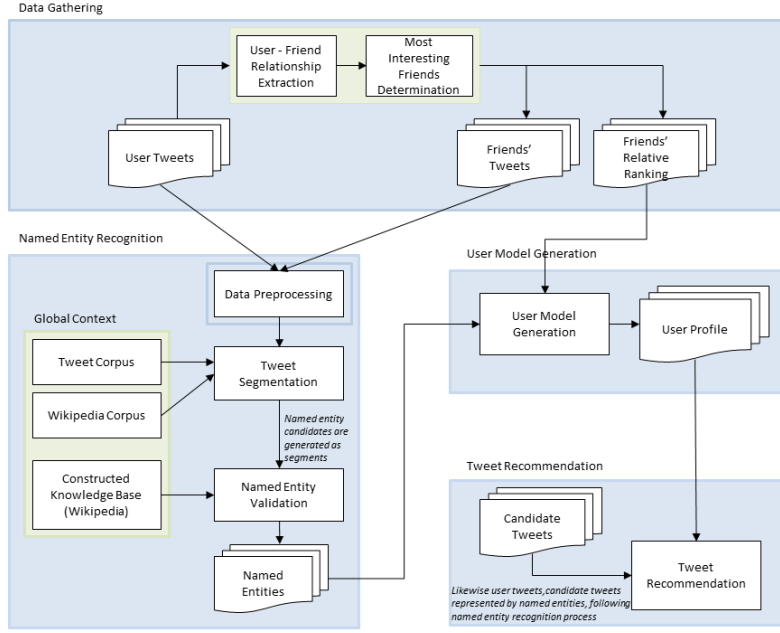 Data Gathering
User - Friend
Relationship
Extraction
Most
Interesting
Friends
Determination
User Tweets
Friends'
Tweets
Friends'
Relative
Ranking
Named Entity Recognition
Data Preprocessing
Global Context
Tweet Corpus
Wikipedia Corpus
Constructed
Knowledge Base
(Wikipedia)
Tweet
Segmentation
Named entity
candidates are
generated as
segments
Named Entity
Validation
Named
Entities
User Model Generation
User Model
Generation
User Profile
Tweet Recommendation
Candidate
Tweets
Tweet
Recommendation
Likewise user tweets,candidate tweets
represented by named entities, following
named entity recognition process